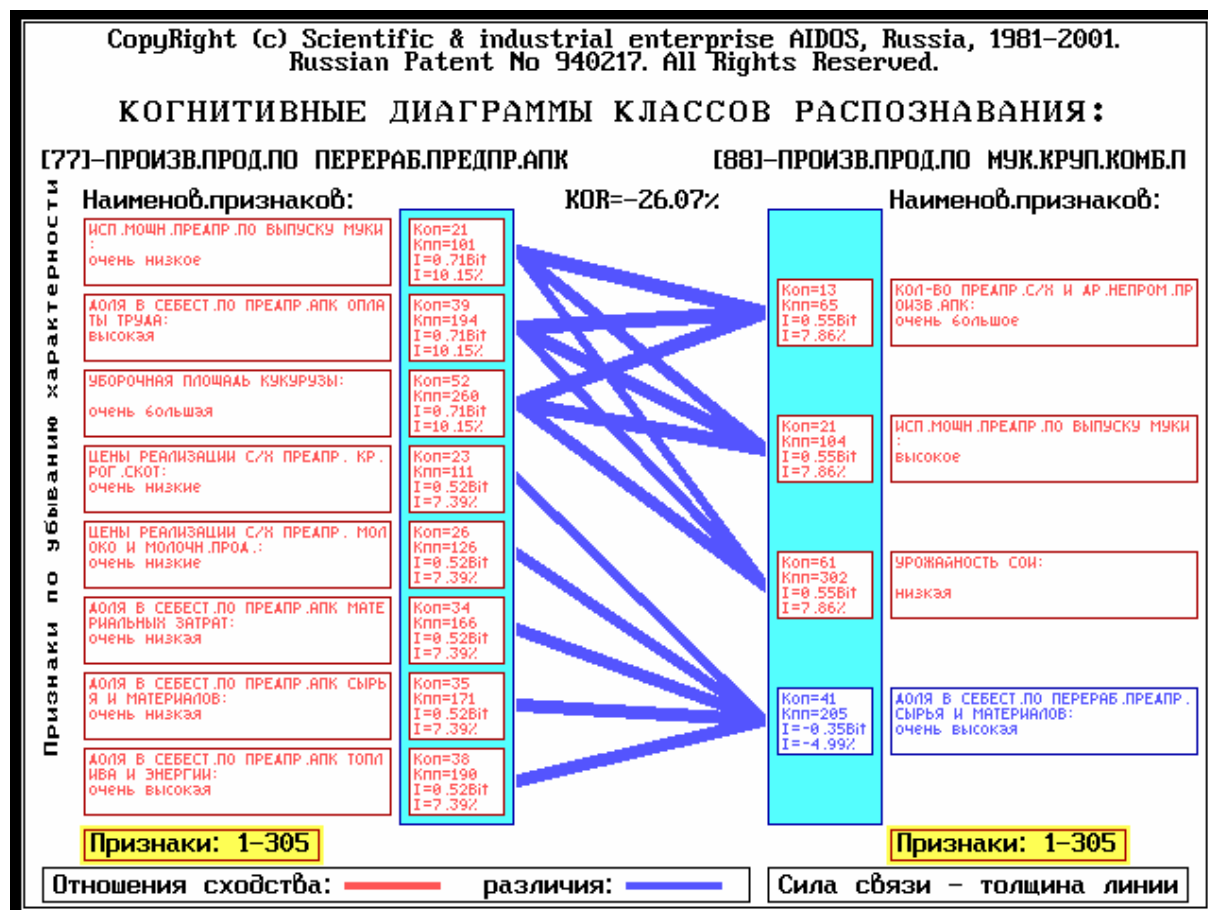 CopyRight (c) Scientific & industrial enterprise AIDOS, Russia, 1981-2001.
Russian Patent No 940217. All Rights Reserved.
КОГНИТИВНЫЕ ДИАГРАММЫ КЛАССОВ РАСПОЗНАВАНИЯ:
[77]-ПРОИЗВ.ПРОД.ПО ПЕРЕРАБ.ПРЕДПР.АПК
[88]-ПРОИЗВ.ПРОД.ПО МУК.КРУП.КОМБ.П
Признаки по убыванию характерности
Наименов.признаков:
KOR=-26.07%
Наименов.признаков:
ИСП.МОЩН.ПРЕДПР.ПО ВЫПУСКУ МУКИ
:
очень низкое
Коп=21
Кпп=101
I=0.71Bit
I=10.15%
ДОЛЯ В СЕБЕСТ.ПО ПРЕДПР.АПК ОПЛА
ТЫ ТРУДА:
высокая
Коп=39
Кпп=194
I=0.71Bit
I=10.15%
УБОРОЧНАЯ ПЛОЩАДЬ КУКУРУЗЫ:
очень большая
Коп=52
Кпп=260
I=0.71Bit
I=10.15%
ЦЕНЫ РЕАЛИЗАЦИИ С/Х ПРЕДПР. КР.
РОГ.СКОТ:
очень низкие
Коп=23
Кпп=111
I=0.52Bit
I=7.39%
ЦЕНЫ РЕАЛИЗАЦИИ С/Х ПРЕДПР. МОЛ
ОКО И МОЛОЧН.ПРОД.:
очень низкие
Коп=26
Кпп=126
I=0.52Bit
I=7.39%
ДОЛЯ В СЕБЕСТ.ПО ПРЕДПР.АПК МАТЕ
РИАЛЬНЫХ ЗАТРАТ:
очень низкая
Коп=34
Кпп=166
I=0.52Bit
I=7.39%
ДОЛЯ В СЕБЕСТ.ПО ПРЕДПР.АПК СЫРЬ
Я И МАТЕРИАЛОВ:
очень низкая
Коп=35
Кпп=171
I=0.52Bit
I=7.39%
ДОЛЯ В СЕБЕСТ.ПО ПРЕДПР.АПК ТОПЛ
ИВА И ЭНЕРГИИ:
очень высокая
Коп=38
Кпп=190
I=0.52Bit
I=7.39%
Коп=13
Кпп=65
I=0.55Bit
I=7.86%
КОЛ-ВО ПРЕДПР.С/Х И ДР.НЕПРОМ.ПР
ОИЗВ.АПК:
очень большое
Коп=21
Кпп=104
I=0.55Bit
I=7.86%
ИСП.МОЩН.ПРЕДПР.ПО ВЫПУСКУ МУКИ
:
высокое
Коп=61
Кпп=302
I=0.55Bit
I=7.86%
УРОЖАЙНОСТЬ СОИ:
низкая
Коп=41
Кпп=205
I=-0.35Bit
I=-4.99%
ДОЛЯ В СЕБЕСТ.ПО ПЕРЕРАБ.ПРЕДПР.
СЫРЬЯ И МАТЕРИАЛОВ:
очень высокая
Признаки: 1-305
Признаки: 1-305
Отношения сходства: различия:
Сила связи - толщина линии